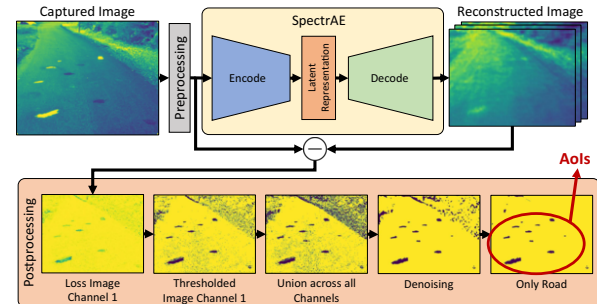 Captured Image
SpectrAE
Reconstructed Image
Preprocessing
Encode
Latent
Representation
Decode
AoIs
Postprocessing
Loss Image
Channel 1
Thresholded
Image Channel 1
Union across all
Channels
Denoising
Only Road